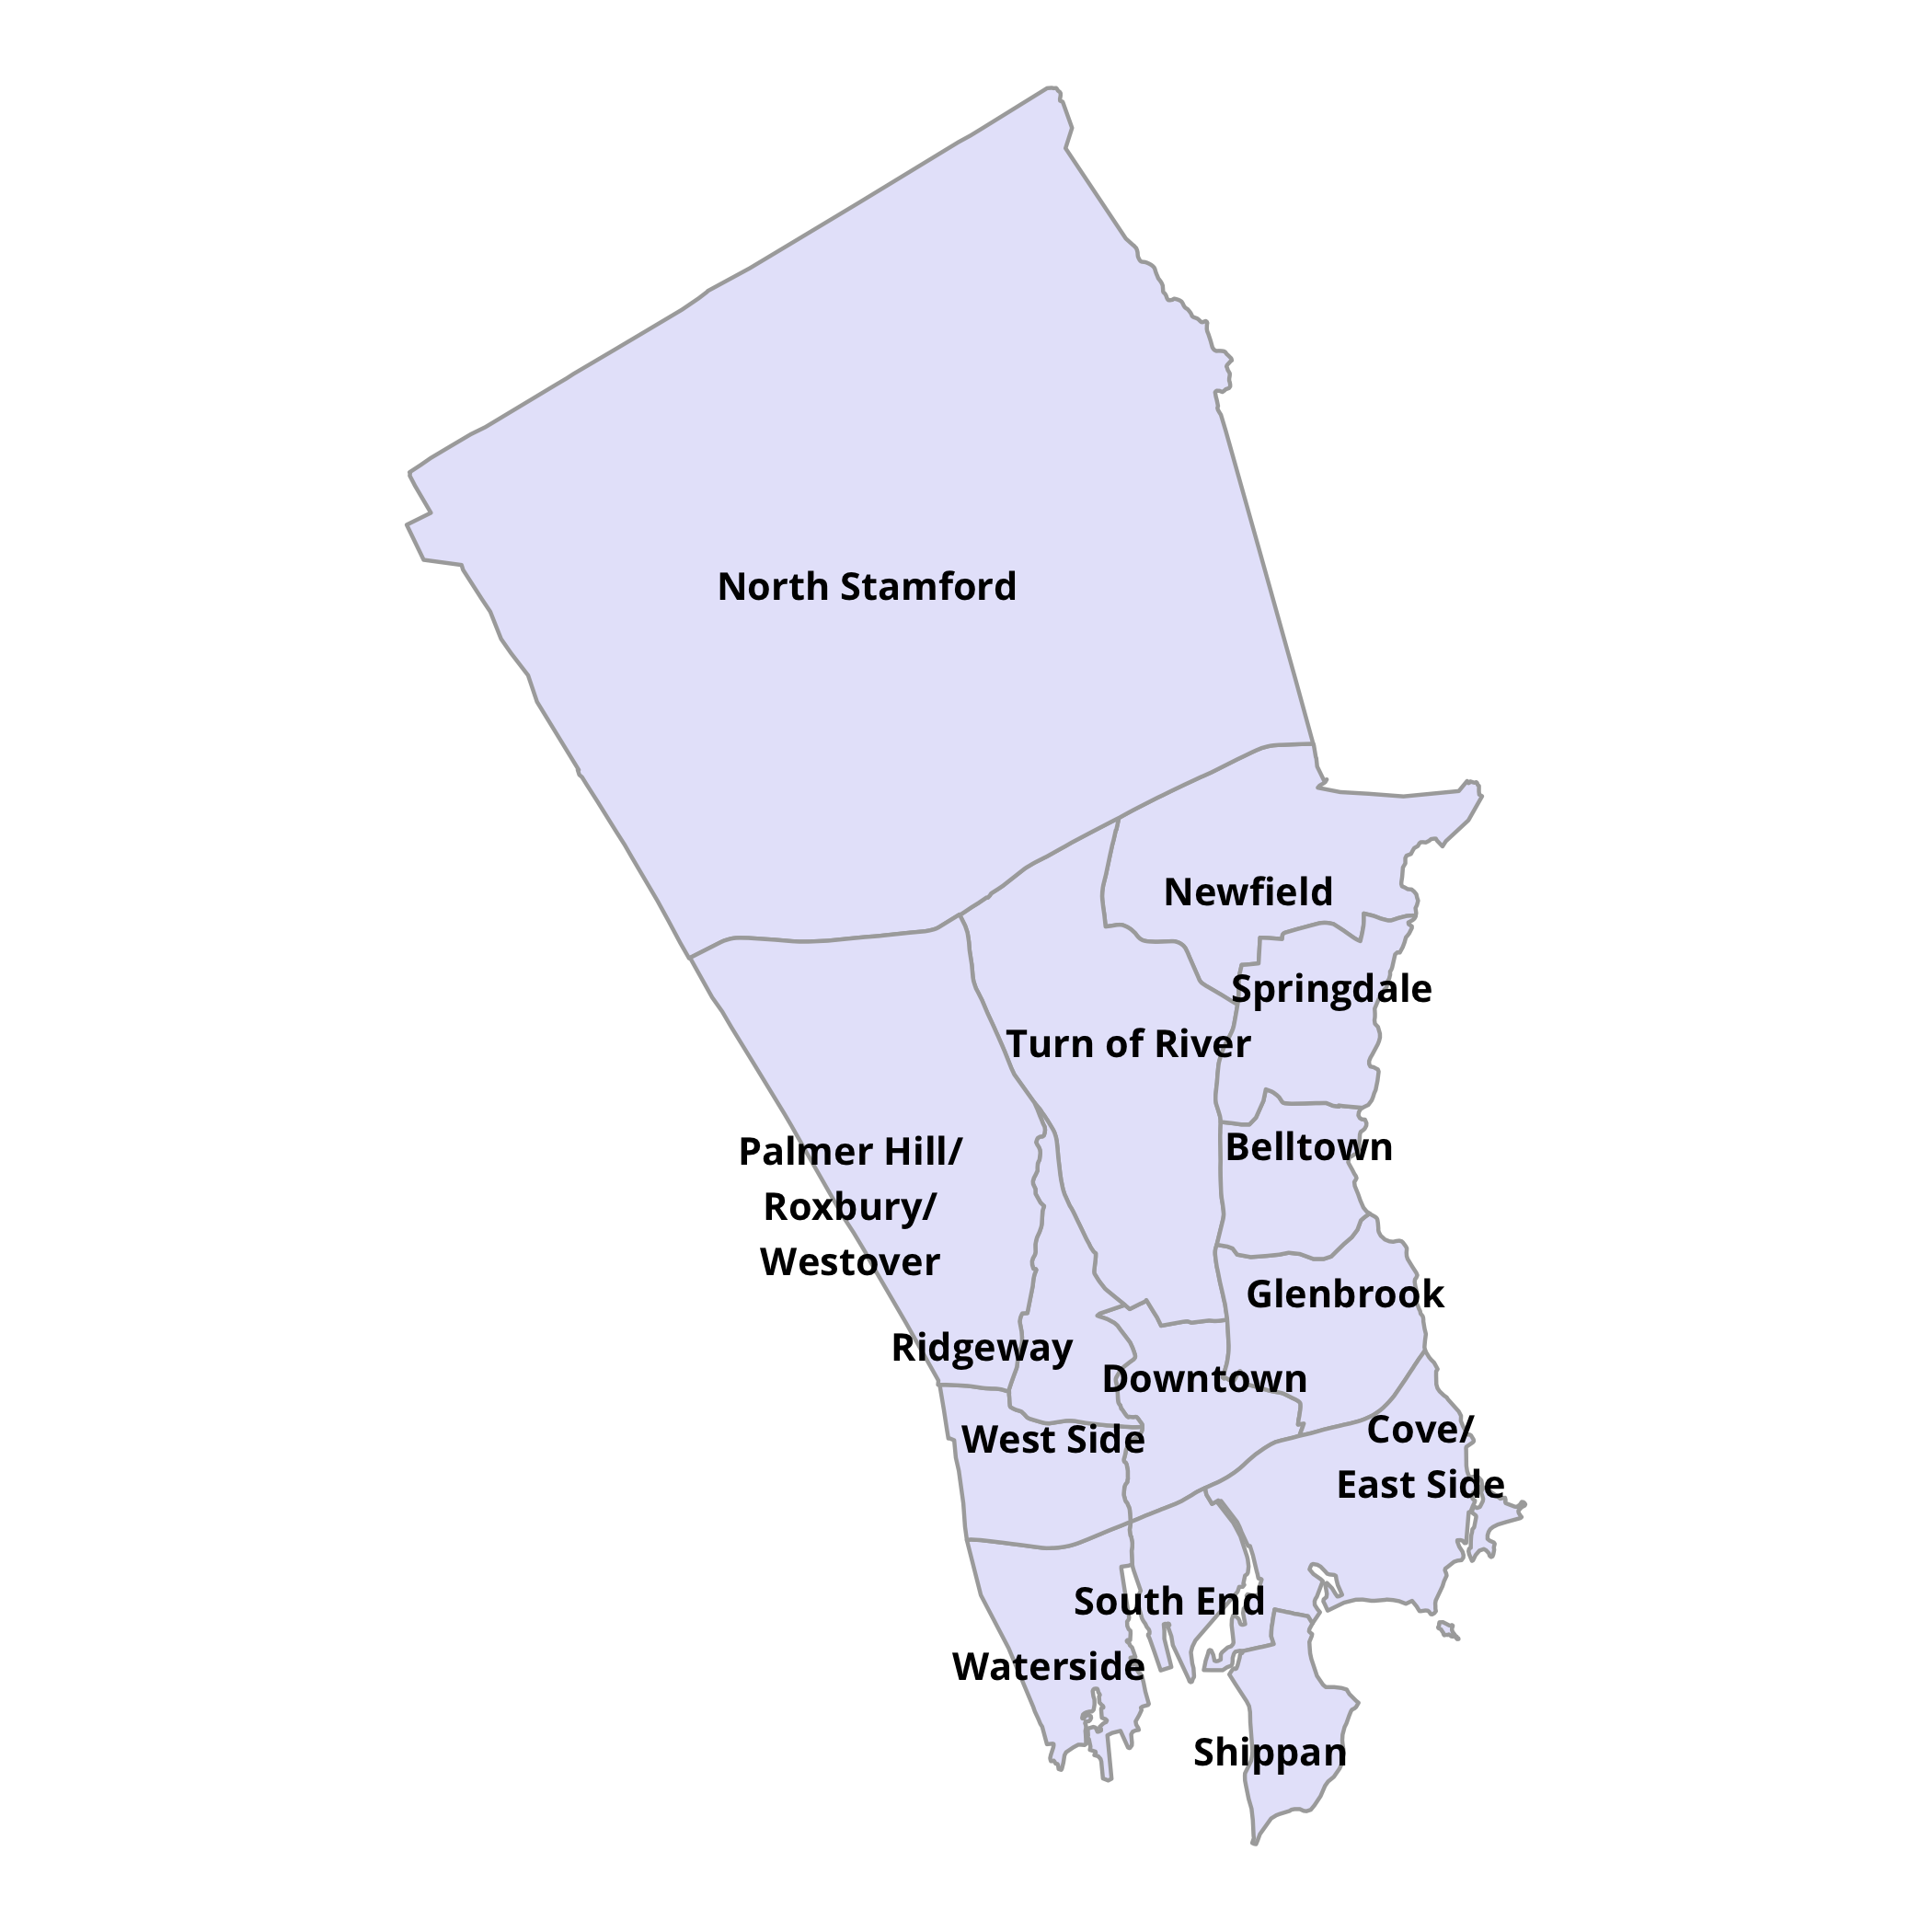 North Stamford
Newfield
Springdale
Turn of River
Belltown
Palmer Hill/
Roxbury/
Westover
Glenbrook
Ridgeway
Downtown
Cove/
East Side
West Side
South End
Waterside
Shippan